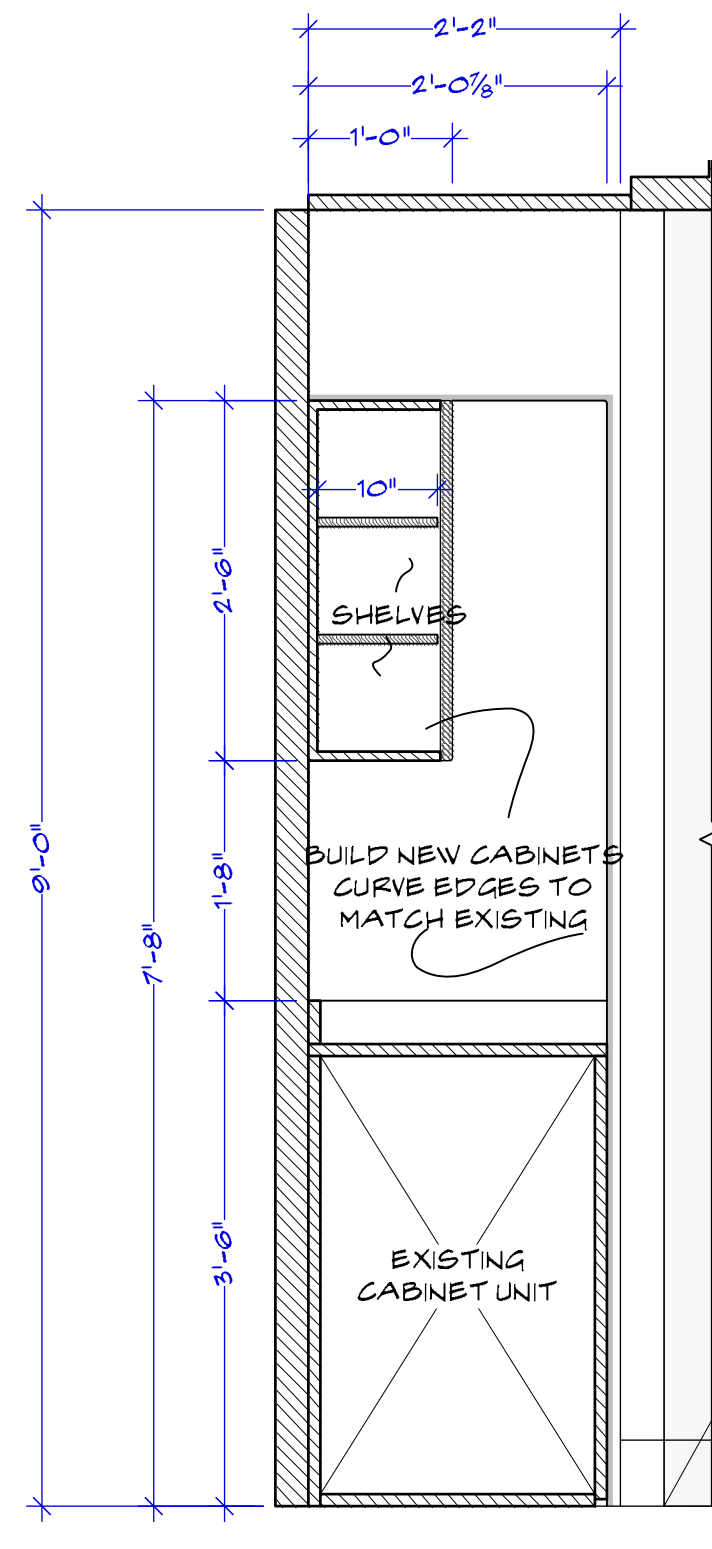 2'-2"
2'-0⅞"
1'-0"
10"
2'-6"
SHELVES
BUILD NEW CABINETS
CURVE EDGES TO
MATCH EXISTING
9'-0"
1'-8"
7'-8"
3'-6"
EXISTING
CABINET UNIT